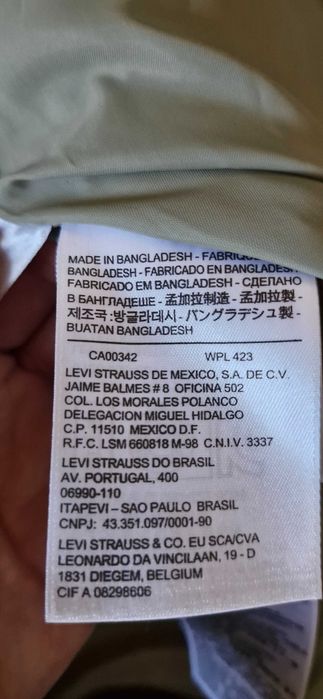 MADE IN BANGLADESH - FABRIQUÉ
BANGLADESH - FABRICADO EN BANGLADESH
FABRICADO EM BANGLADESH - СДЕЛАНО
В БАНГЛАДЕШЕ - 孟加拉制造 - 孟加拉製 -
제조국 :방글라데시 - バングラデシュ製 -
BUATAN BANGLADESH
CA00342 WPL 423
LEVI STRAUSS DE MEXICO, S.A. DE C.V.
JAIME BALMES # 8 OFICINA 502
COL. LOS MORALES POLANCO
DELEGACION MIGUEL HIDALGO
C.P. 11510 MEXICO D.F.
R.F.C. LSM 660818 M-98 C.N.I.V. 3337
LEVI STRAUSS DO BRASIL
AV. PORTUGAL, 400
06990-110
ITAPEVI – SAO PAULO BRASIL
CNPJ: 43.351.097/0001-90
LEVI STRAUSS & CO. EU SCA/CVA
LEONARDO DA VINCILAAN, 19 - D
1831 DIEGEM, BELGIUM
CIF A 08298606